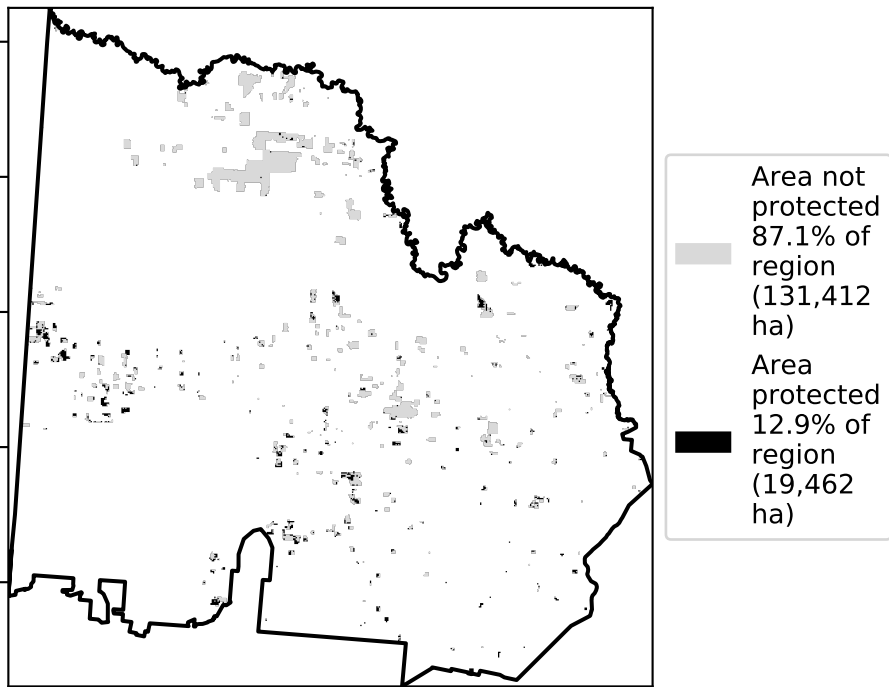 Area not
protected
87.1% of
region
(131,412
ha)
Area
protected
12.9% of
region
(19,462
ha)